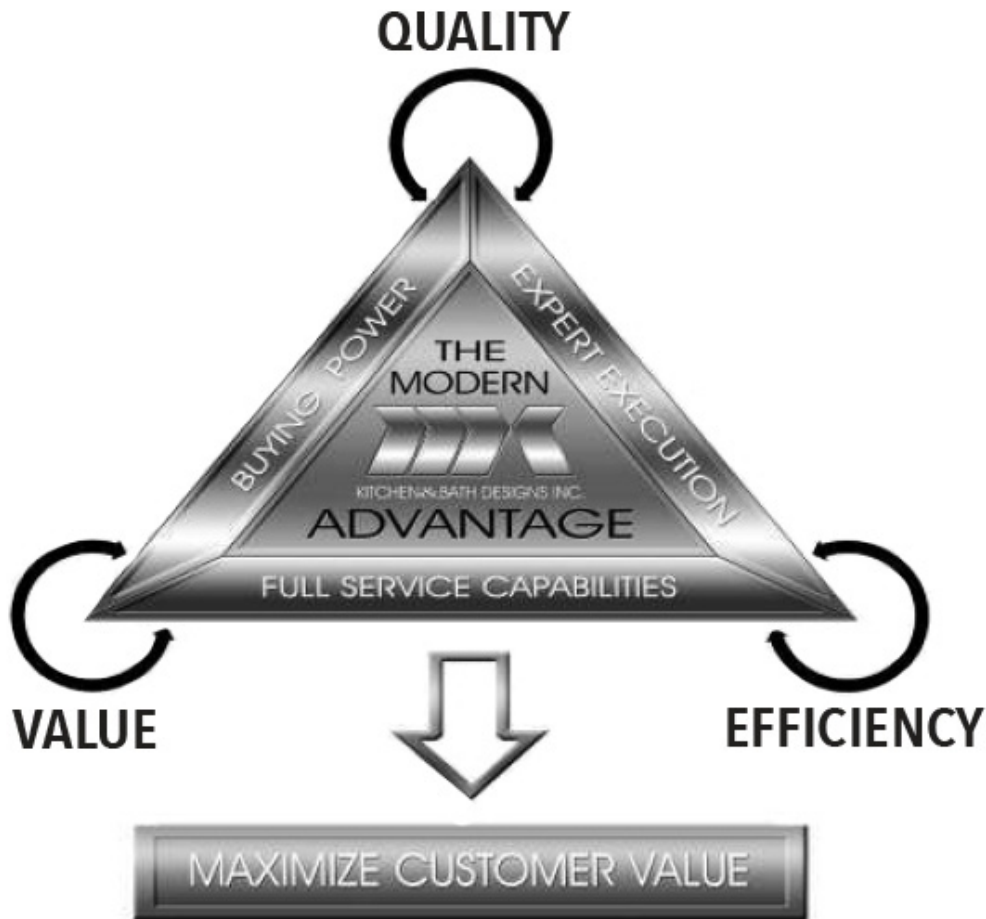 QUALITY
BUYING POWER
EXPERT EXECUTION
THE
MODERN
KITCHEN & BATH DESIGNS INC.
ADVANTAGE
FULL SERVICE CAPABILITIES
VALUE
EFFICIENCY
MAXIMIZE CUSTOMER VALUE